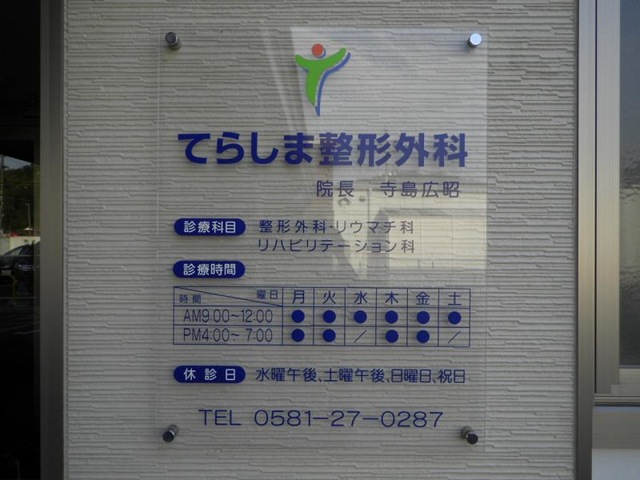 てらしま整形外科
院長 寺島広昭
診療科目 整形外科・リウマチ科
リハビリテーション科
診療時間
時間 曜日 月 火 水 木 金 土
AM9:00~12:00 ● ● ● ● ● ●
PM4:00~ 7:00 ● ● / ● ● /
休診日 水曜午後、土曜午後、日曜日、祝日
TEL 0581-27-0287